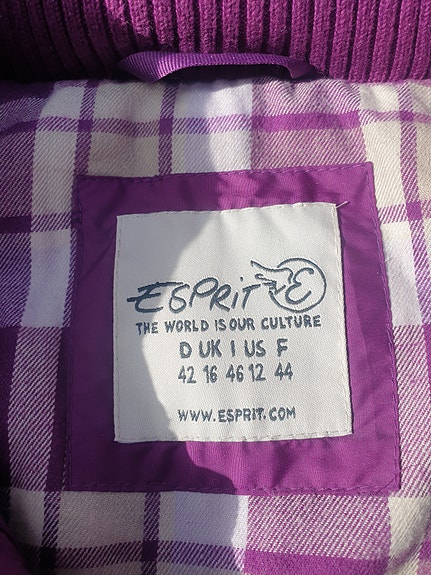 ESPRIT E
THE WORLD IS OUR CULTURE
D UK I US F
42 16 46 12 44
WWW.ESPRIT.COM